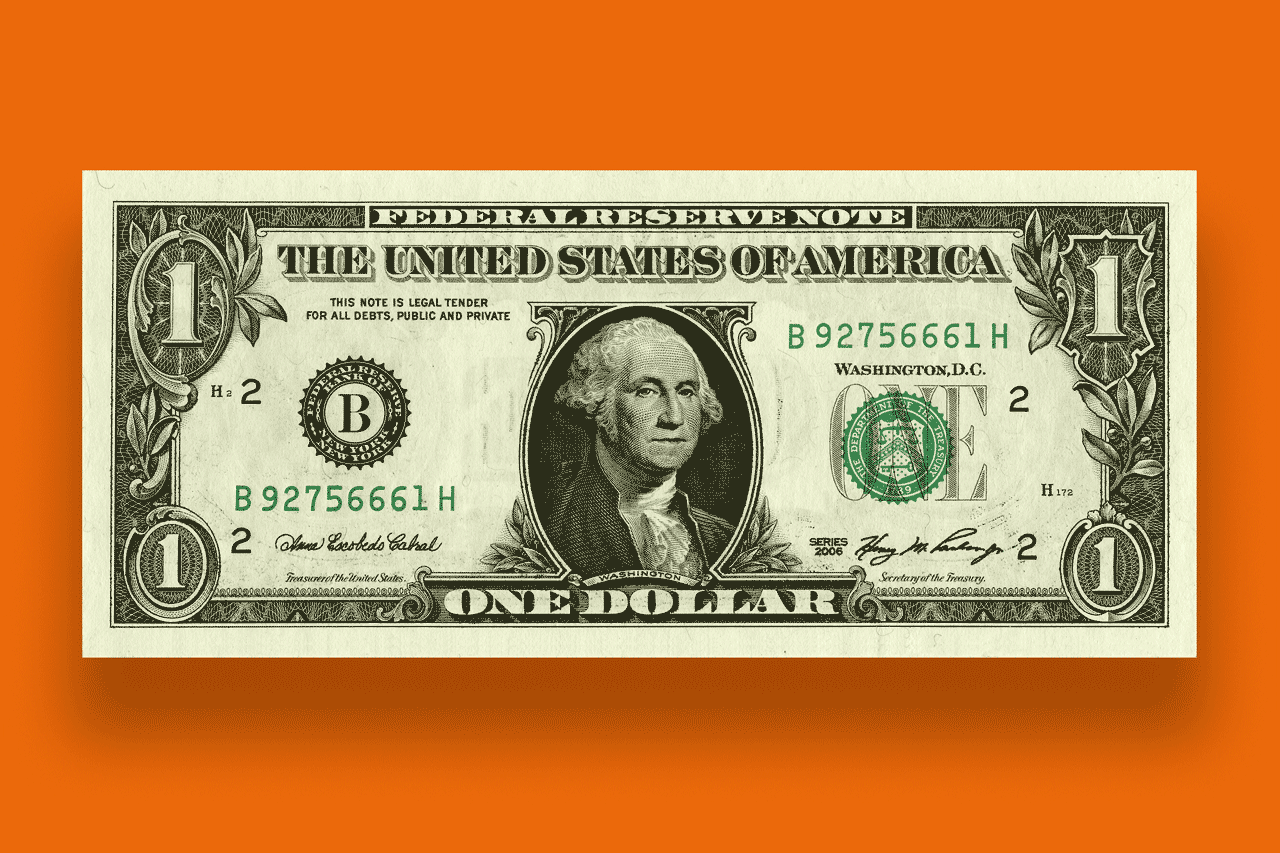 FEDERAL RESERVE NOTE
THE UNITED STATES OF AMERICA
1
1
THIS NOTE IS LEGAL TENDER
FOR ALL DEBTS, PUBLIC AND PRIVATE
B 92756661 H
WASHINGTON, D.C.
H 2
2
FEDERAL RESERVE
BANK OF
B
NEW YORK
NEW YORK
ONE
THE DEPARTMENT OF THE TREASURY
1789
2
B 92756661 H
H 172
2
Anna Escobedo Cabral
Treasurer of the United States.
SERIES
2006
Henry M. Paulson, Jr.
Secretary of the Treasury.
2
1
WASHINGTON
ONE DOLLAR
1